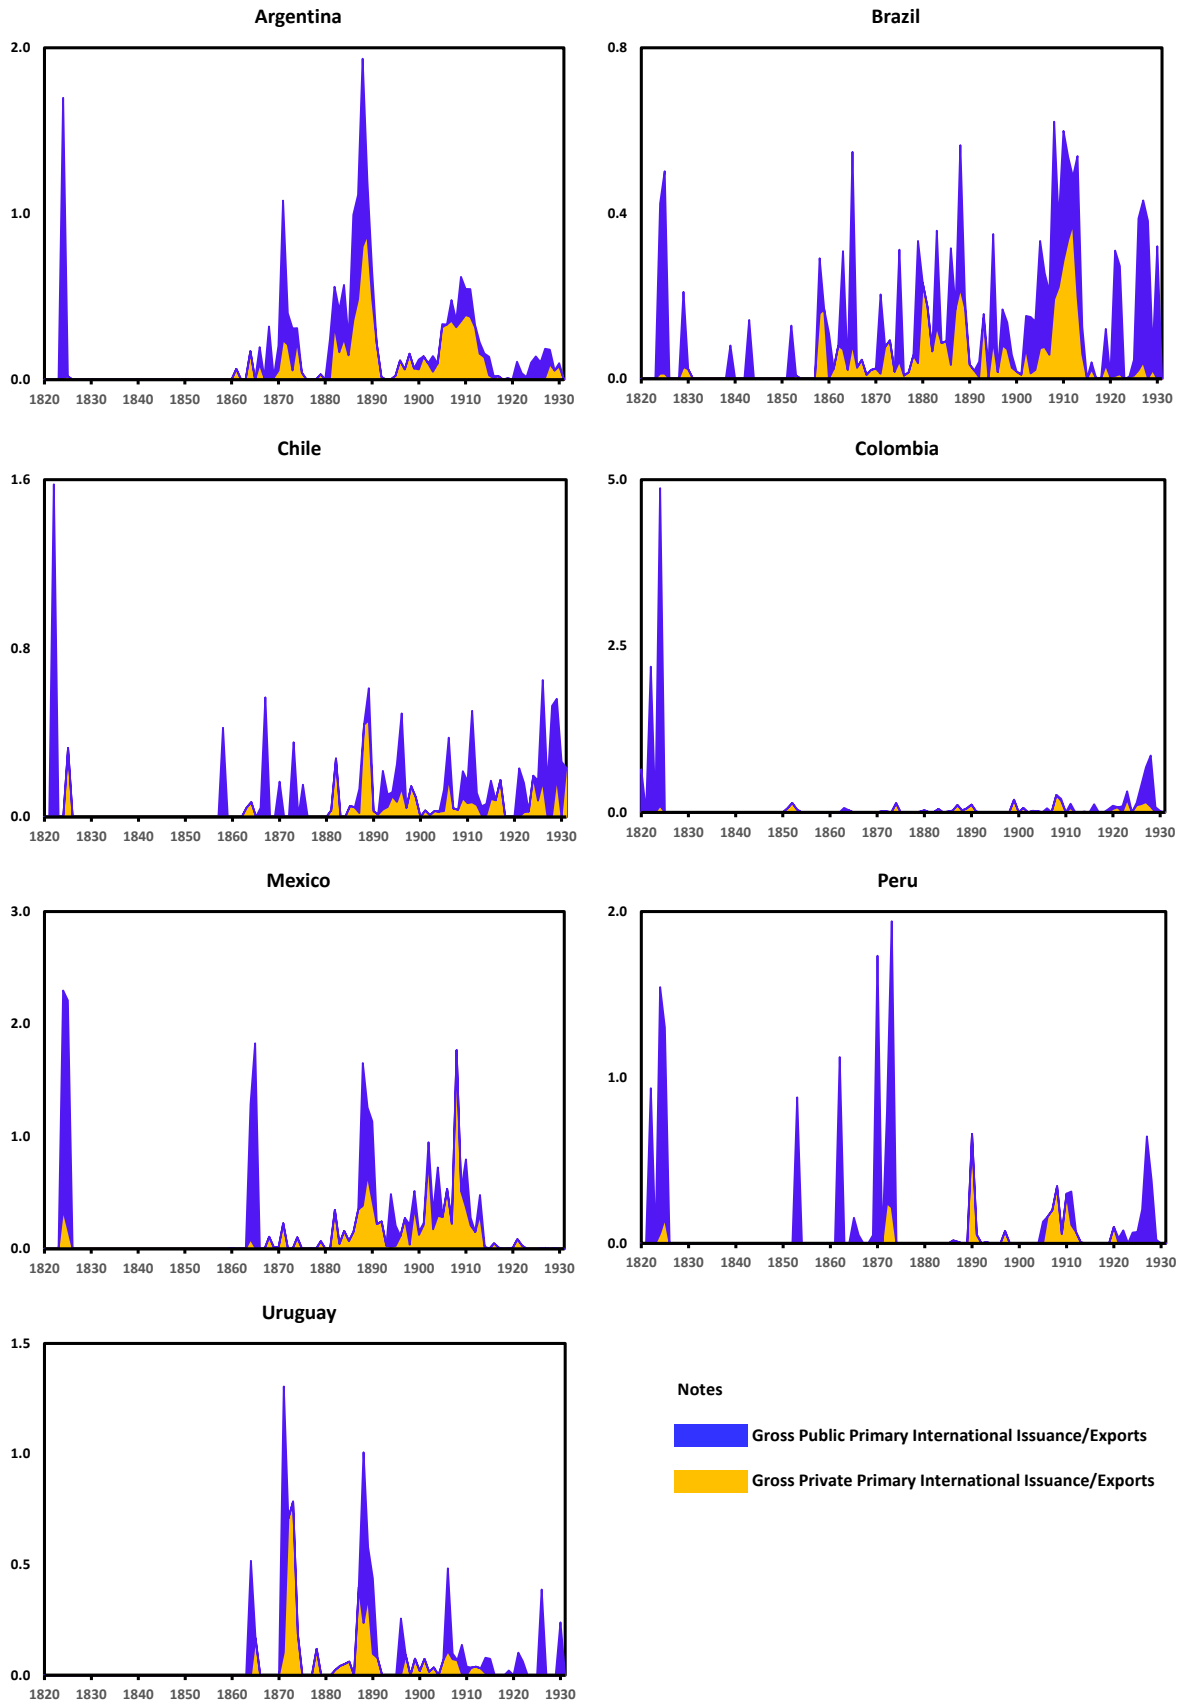 Argentina
2.0
1.0
0.0
1820 1830 1840 1850 1860 1870 1880 1890 1900 1910 1920 1930
Brazil
0.8
0.4
0.0
1820 1830 1840 1850 1860 1870 1880 1890 1900 1910 1920 1930
Chile
1.6
0.8
0.0
1820 1830 1840 1850 1860 1870 1880 1890 1900 1910 1920 1930
Colombia
5.0
2.5
0.0
1820 1830 1840 1850 1860 1870 1880 1890 1900 1910 1920 1930
Mexico
3.0
2.0
1.0
0.0
1820 1830 1840 1850 1860 1870 1880 1890 1900 1910 1920 1930
Peru
2.0
1.0
0.0
1820 1830 1840 1850 1860 1870 1880 1890 1900 1910 1920 1930
Uruguay
1.5
1.0
0.5
0.0
1820 1830 1840 1850 1860 1870 1880 1890 1900 1910 1920 1930
Notes
Gross Public Primary International Issuance/Exports
Gross Private Primary International Issuance/Exports